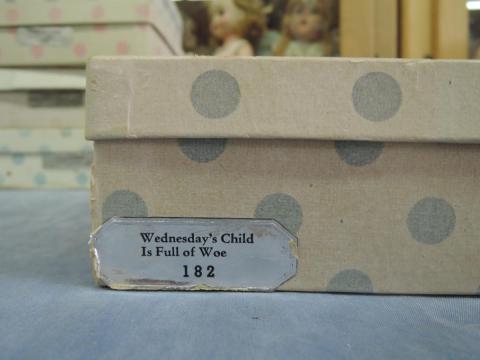 Wednesday's Child
Is Full of Woe
182